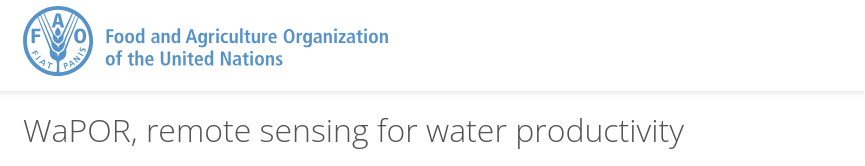 FAO
FIAT PANIS
Food and Agriculture Organization
of the United Nations
WaPOR, remote sensing for water productivity